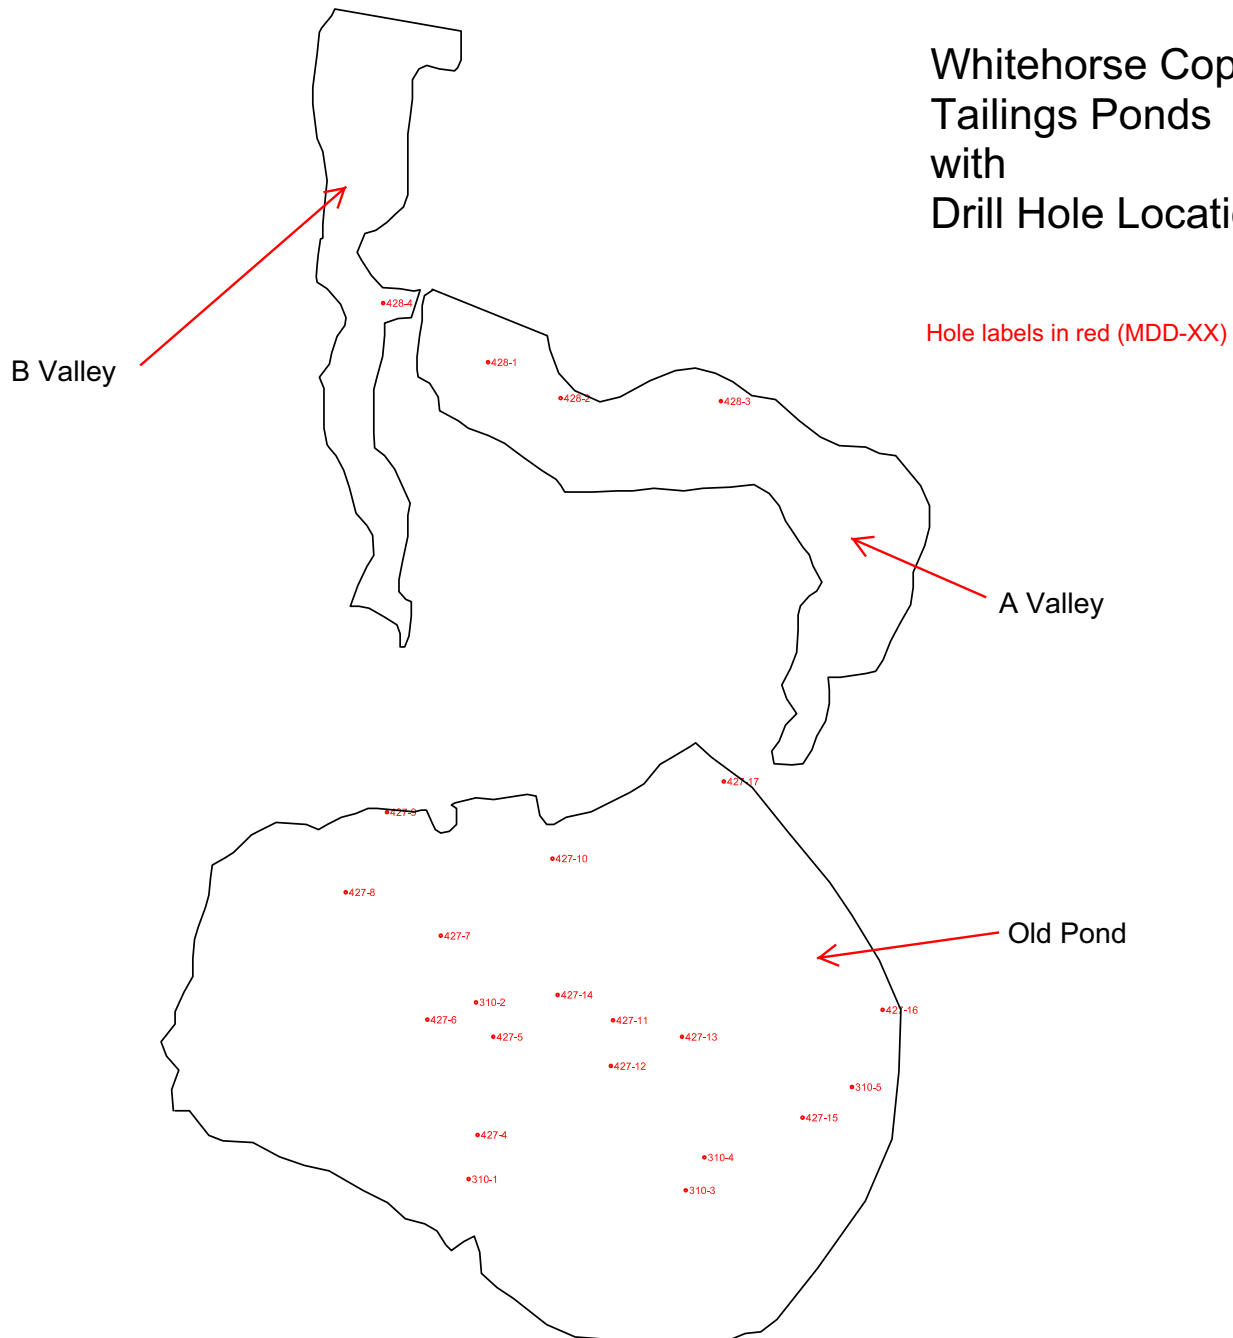 Whitehorse Cop
Tailings Ponds
with
Drill Hole Locati
Hole labels in red (MDD-XX)
B Valley
428-4
428-1
428-2
428-3
A Valley
427-17
427-9
427-10
427-8
Old Pond
427-7
427-14
310-2
427-16
427-6
427-11
427-5
427-13
427-12
310-5
427-15
427-4
310-4
310-1
310-3